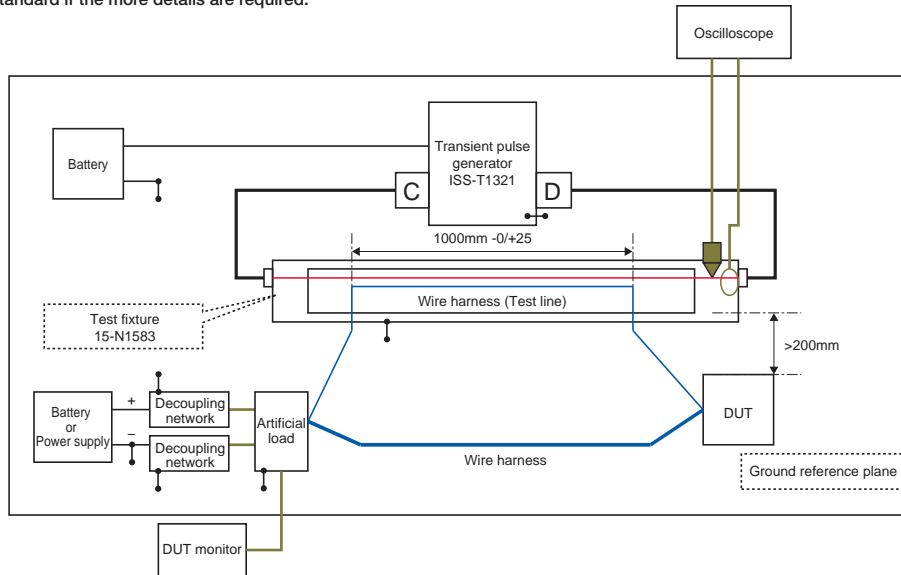 tandard if the more details are required.
Oscilloscope
Battery
Transient pulse
generator
ISS-T1321
C
D
1000mm -0/+25
Wire harness (Test line)
Test fixture
15-N1583
>200mm
Battery
or
Power supply
+
−
Decoupling
network
Decoupling
network
Artificial
load
DUT
Wire harness
Ground reference plane
DUT monitor